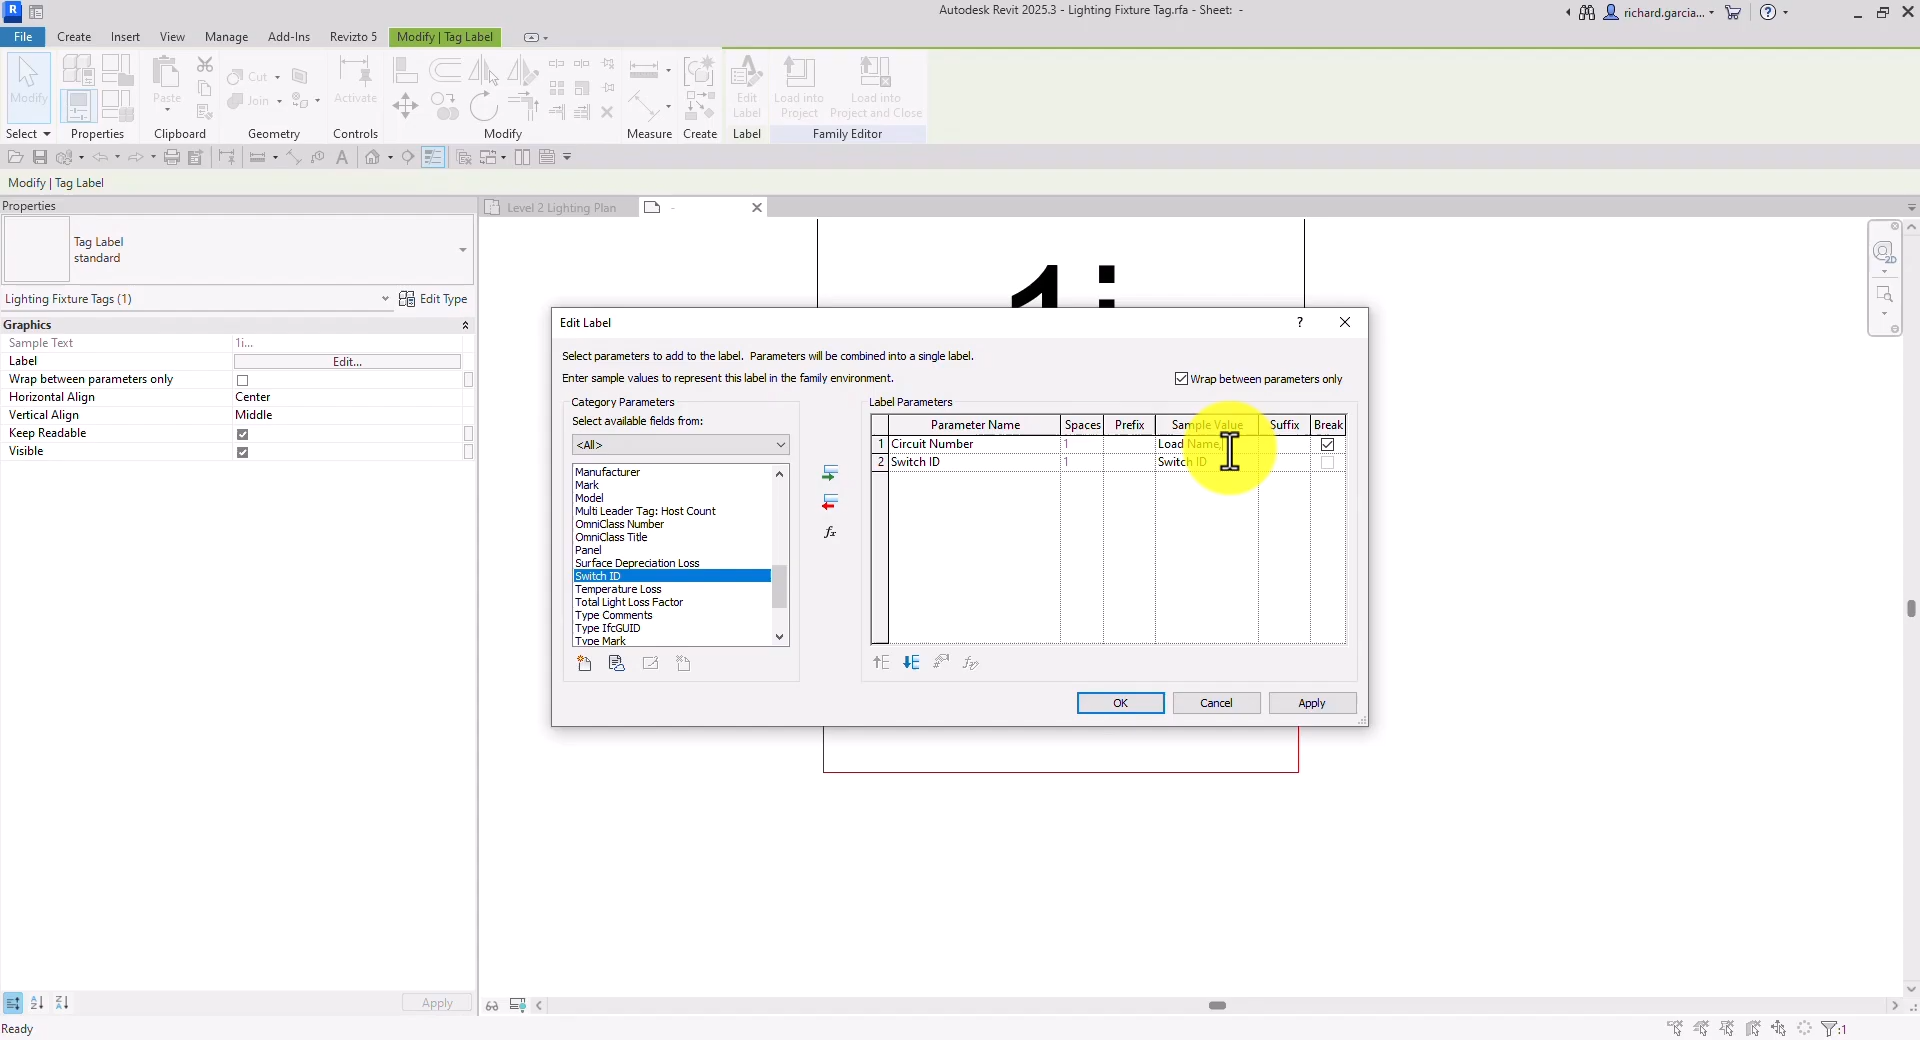 Autodesk Revit 2025.3 - Lighting Fixture Tag.rfa - Sheet: -
richard.garcia...
File
Create
Insert
View
Manage
Add-Ins
Revizto 5
Modify | Tag Label
Modify
Paste
Cut
Join
Activate
Edit
Label
Load into
Project
Load into
Project and Close
Select
Properties
Clipboard
Geometry
Controls
Modify
Measure
Create
Label
Family Editor
Modify | Tag Label
Properties
Level 2 Lighting Plan
-
Tag Label
standard
Lighting Fixture Tags (1)
Edit Type
Graphics
Sample Text 1i...
Label Edit...
Wrap between parameters only
Horizontal Align Center
Vertical Align Middle
Keep Readable
Visible
Apply
1i
2D
Edit Label
?
Select parameters to add to the label. Parameters will be combined into a single label.
Enter sample values to represent this label in the family environment.
Wrap between parameters only
Category Parameters
Select available fields from:
<All>
Manufacturer
Mark
Model
Multi Leader Tag: Host Count
OmniClass Number
OmniClass Title
Panel
Surface Depreciation Loss
Switch ID
Temperature Loss
Total Light Loss Factor
Type Comments
Type IfcGUID
Type Mark
fx
Label Parameters
Parameter Name Spaces Prefix Sample Value Suffix Break
1 Circuit Number 1 Load Name,
2 Switch ID 1 Switch ID
OK
Cancel
Apply
Ready
:1